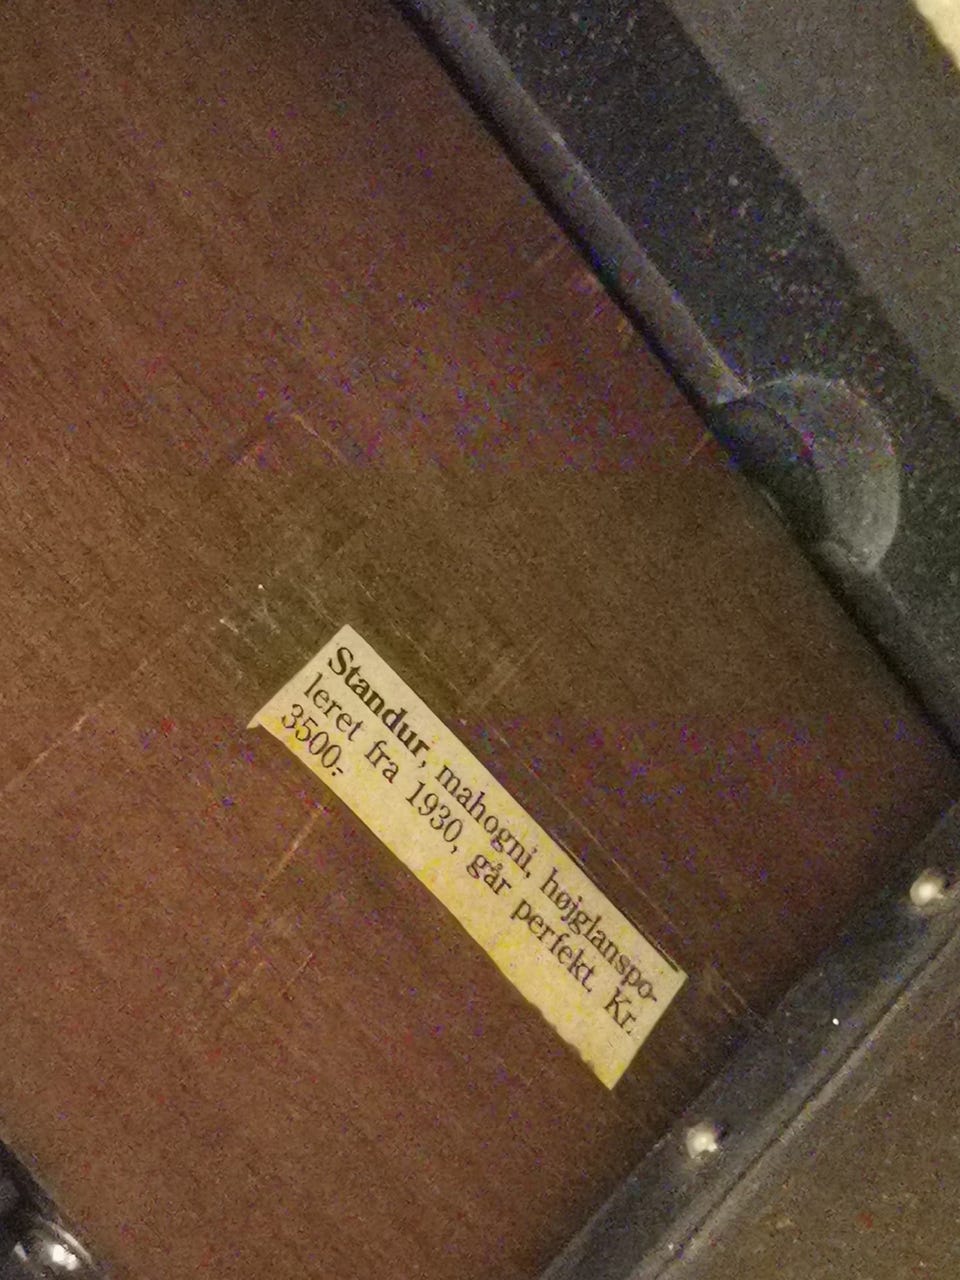 Standur, mahogni, højglanspo-
leret fra 1930, går perfekt. Kr.
3500.-